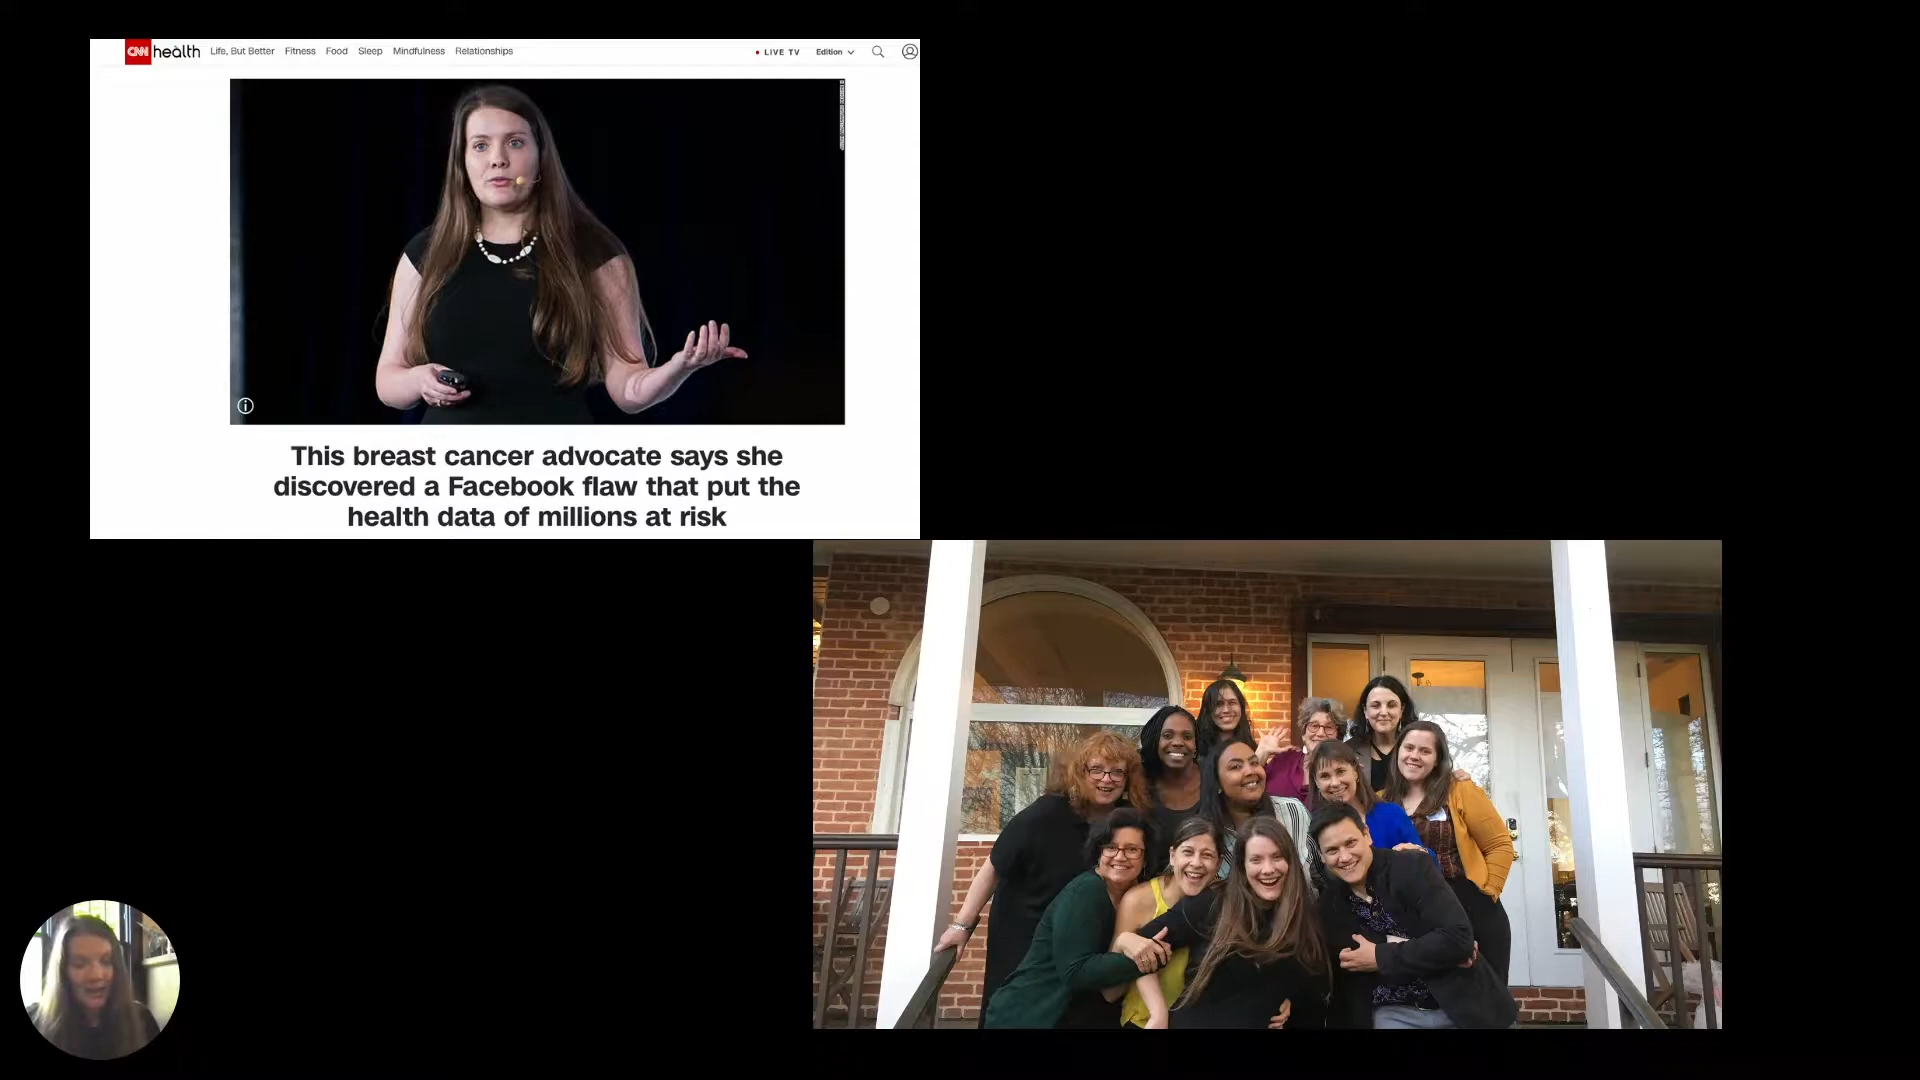 CNN health Life, But Better Fitness Food Sleep Mindfulness Relationships LIVE TV Edition
This breast cancer advocate says she
discovered a Facebook flaw that put the
health data of millions at risk